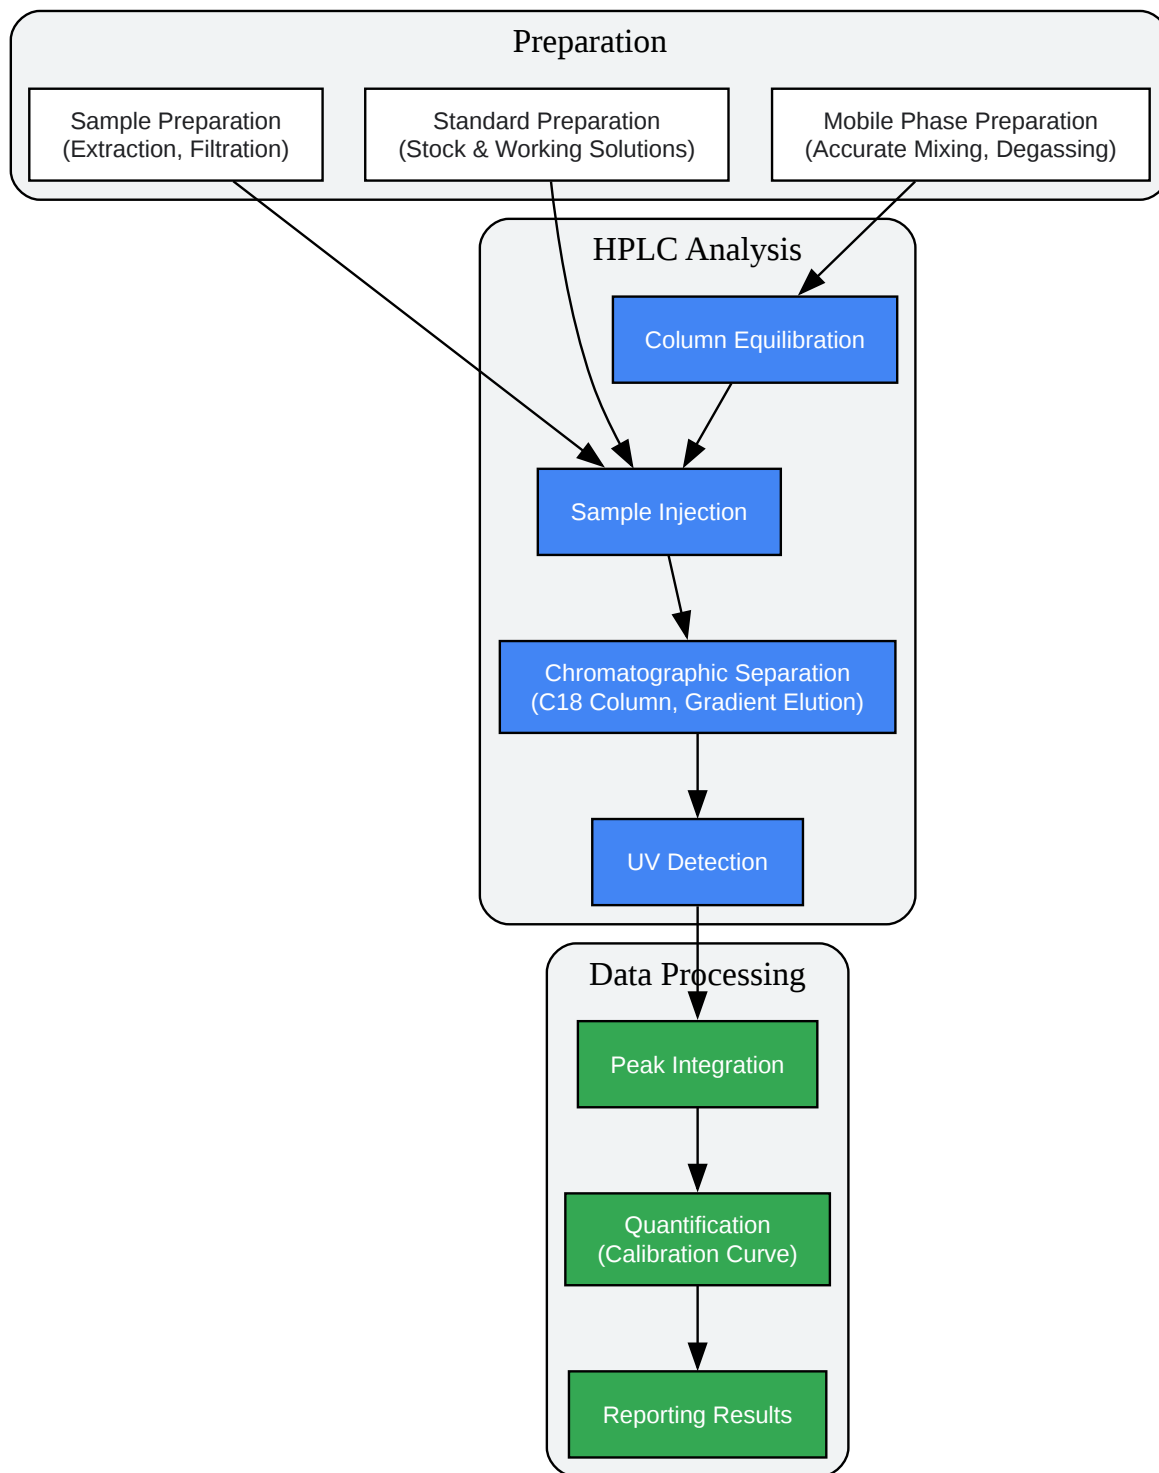 Preparation
Sample Preparation
(Extraction, Filtration)
Standard Preparation
(Stock & Working Solutions)
Mobile Phase Preparation
(Accurate Mixing, Degassing)
HPLC Analysis
Column Equilibration
Sample Injection
Chromatographic Separation
(C18 Column, Gradient Elution)
UV Detection
Data Processing
Peak Integration
Quantification
(Calibration Curve)
Reporting Results